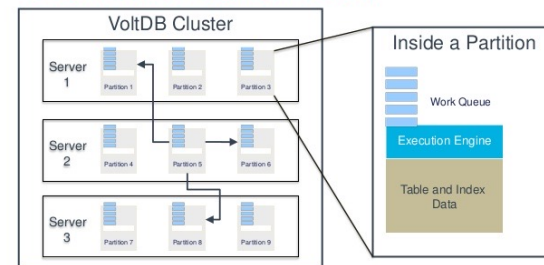 VoltDB Cluster
Server
1
Partition 1
Partition 2
Partition 3
Server
2
Partition 4
Partition 5
Partition 6
Server
3
Partition 7
Partition 8
Partition 9
Inside a Partition
Work Queue
Execution Engine
Table and Index
Data